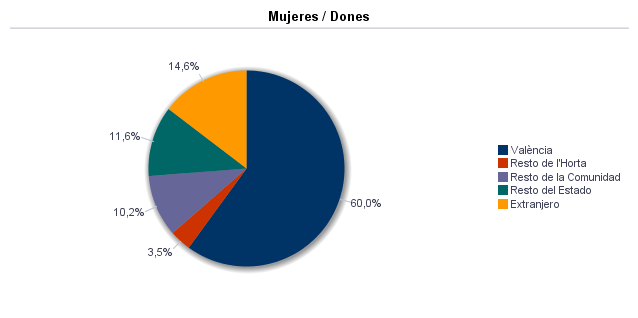 Mujeres / Dones
14,6%
11,6%
10,2%
3,5%
60,0%
València
Resto de l'Horta
Resto de la Comunidad
Resto del Estado
Extranjero